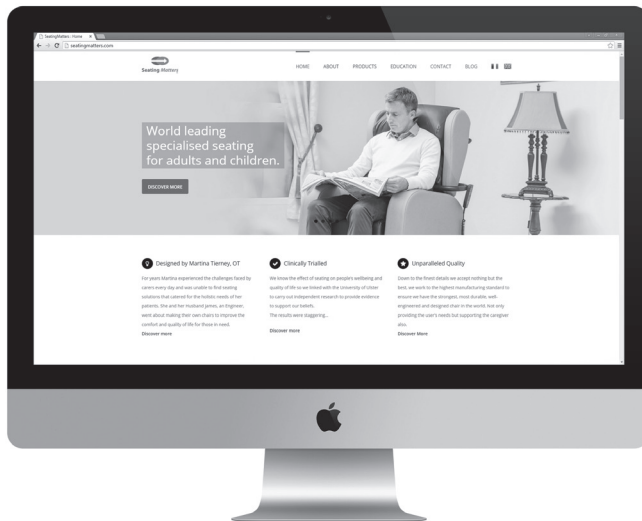 SeatingMatters - Home
seatingmatters.com
Seating Matters
HOME ABOUT PRODUCTS EDUCATION CONTACT BLOG
World leading
specialised seating
for adults and children.
DISCOVER MORE
Designed by Martina Tierney, OT
For years Martina experienced the challenges faced by
carers every day and was unable to find seating
solutions that catered for the holistic needs of her
patients. She and her husband James, an Engineer,
went about making their own chairs to improve the
comfort and quality of life for those in need.
Discover more
Clinically Trialled
We know the effect of seating on people's wellbeing and
quality of life so we linked with the University of Ulster
to carry out independent research to provide evidence
to support our beliefs.
The results were staggering...
Discover more
Unparalleled Quality
Down to the finest details we accept nothing but the
best, we work to the highest manufacturing standard to
ensure we have the strongest, most durable, well-
engineered and designed chair in the world. Not only
providing the user's needs but supporting the caregiver
also.
Discover More